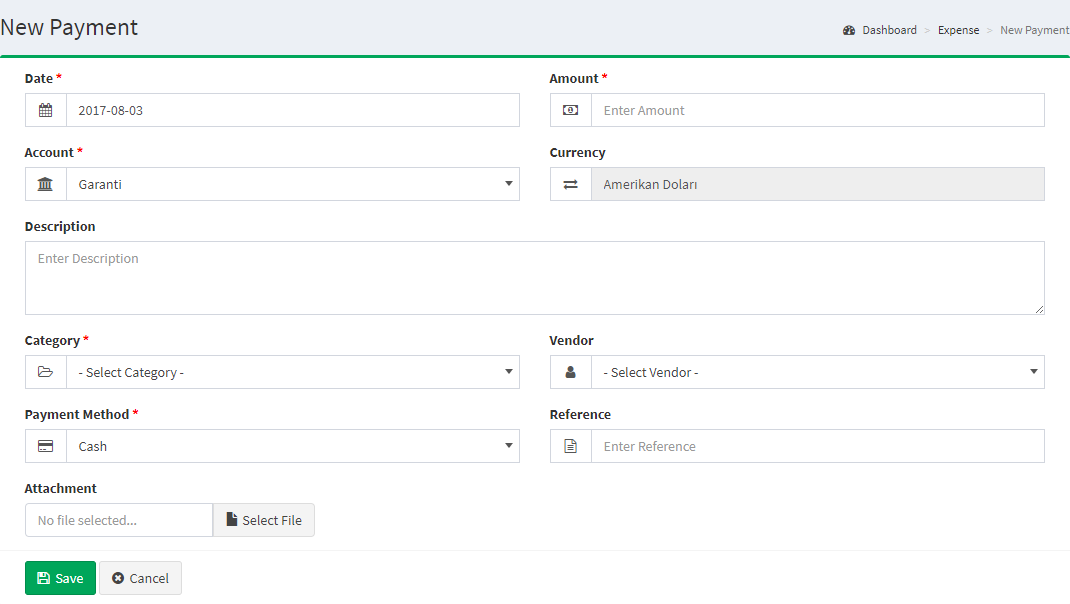 New Payment
Dashboard > Expense > New Payment
Date * Amount *
2017-08-03 Enter Amount
Account * Currency
Garanti Amerikan Doları
Description
Enter Description
Category * Vendor
- Select Category - - Select Vendor -
Payment Method * Reference
Cash Enter Reference
Attachment
No file selected... Select File
Save Cancel